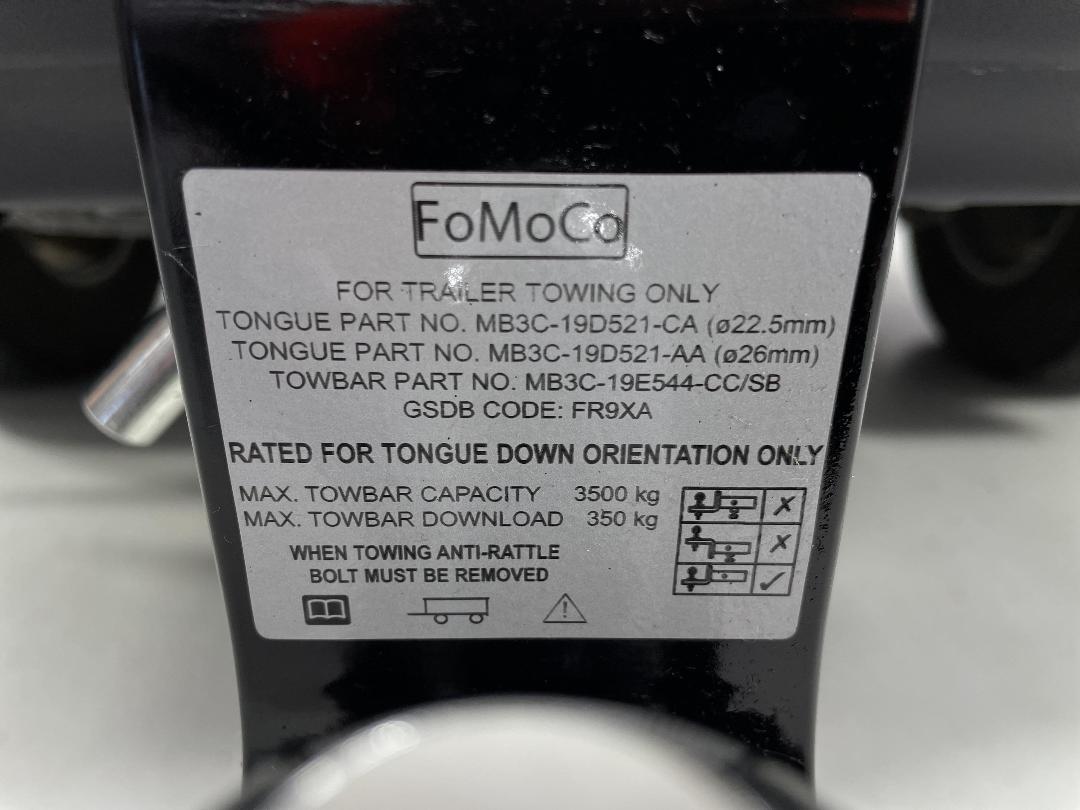 FoMoCo
FOR TRAILER TOWING ONLY
TONGUE PART NO. MB3C-19D521-CA (ø22.5mm)
TONGUE PART NO. MB3C-19D521-AA (ø26mm)
TOWBAR PART NO. MB3C-19E544-CC/SB
GSDB CODE: FR9XA
RATED FOR TONGUE DOWN ORIENTATION ONLY
MAX. TOWBAR CAPACITY 3500 kg
MAX. TOWBAR DOWNLOAD 350 kg
WHEN TOWING ANTI-RATTLE
BOLT MUST BE REMOVED